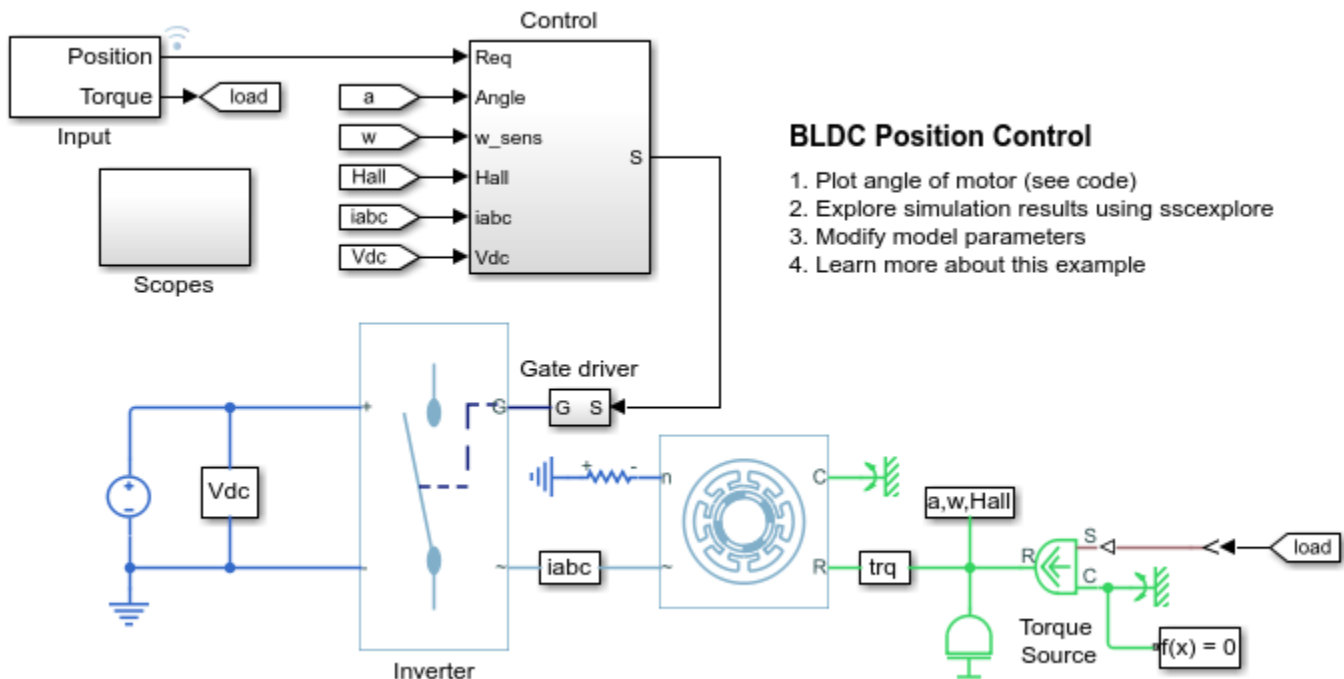 Control
Position
Torque
Input
load
a
w
Hall
iabc
Vdc
Req
Angle
w_sens
Hall
iabc
Vdc
S
Scopes
BLDC Position Control
1. Plot angle of motor (see code)
2. Explore simulation results using sscexplore
3. Modify model parameters
4. Learn more about this example
Gate driver
G S
+
-
G
~
Inverter
+
-
Vdc
+ -
n
~
C
R
iabc
trq
a,w,Hall
R
S
C
load
Torque
Source
f(x) = 0